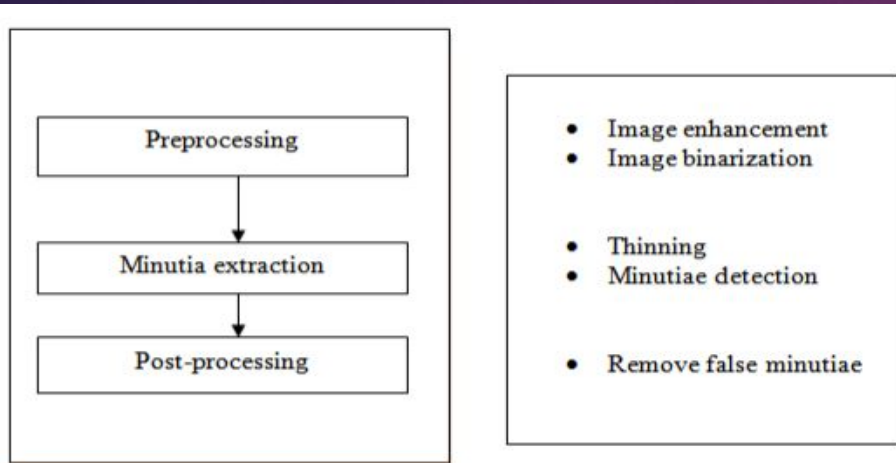 Preprocessing
Minutia extraction
Post-processing
• Image enhancement
• Image binarization
• Thinning
• Minutiae detection
• Remove false minutiae